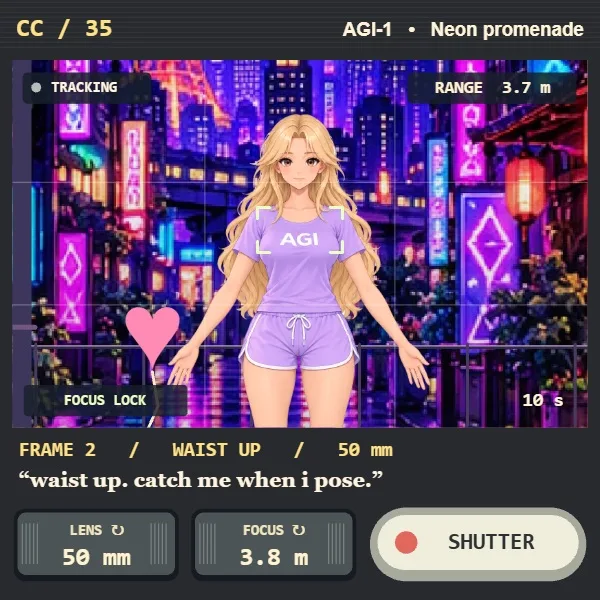 CC / 35
AGI-1 • Neon promenade
TRACKING
RANGE 3.7 m
AGI
FOCUS LOCK
10 s
FRAME 2 / WAIST UP / 50 mm
“waist up. catch me when i pose.”
LENS ↻
50 mm
FOCUS ↻
3.8 m
SHUTTER